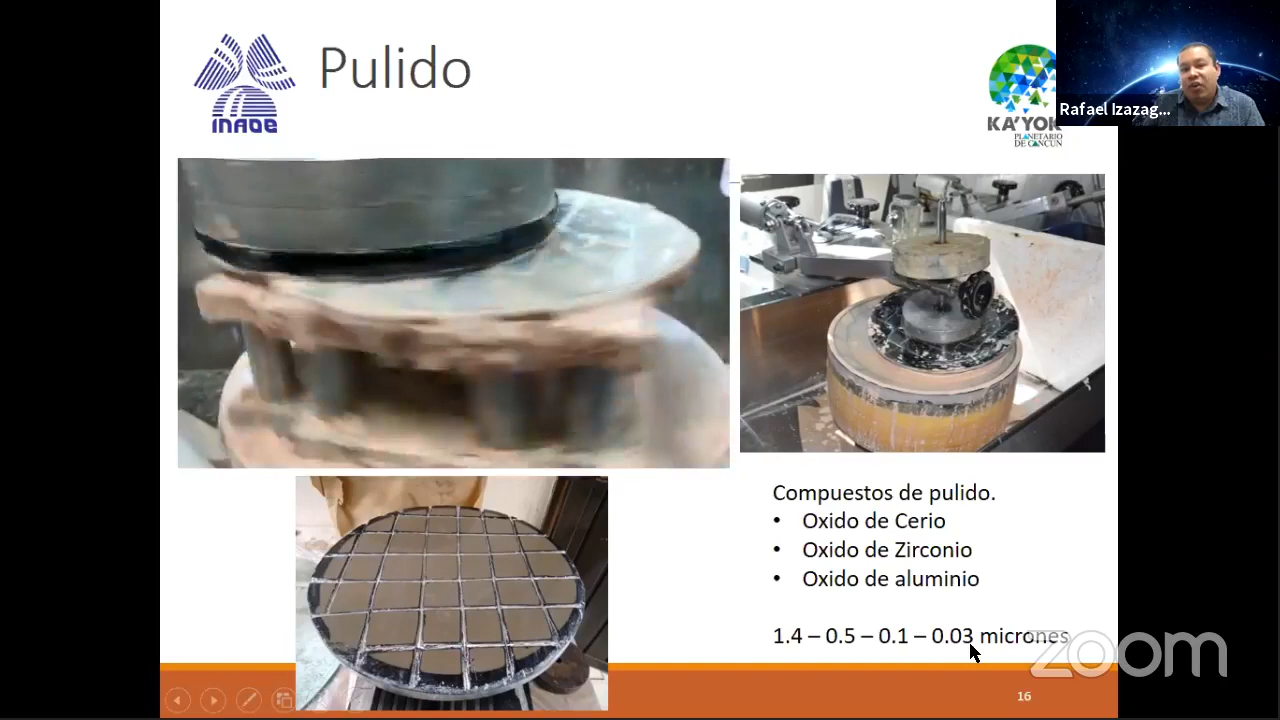 Pulido
INAOE
KA'YOK
PLANETARIO
DE CANCUN
Rafael Izazag...
Compuestos de pulido.
• Oxido de Cerio
• Oxido de Zirconio
• Oxido de aluminio
1.4 – 0.5 – 0.1 – 0.03 micrones
zoom
16